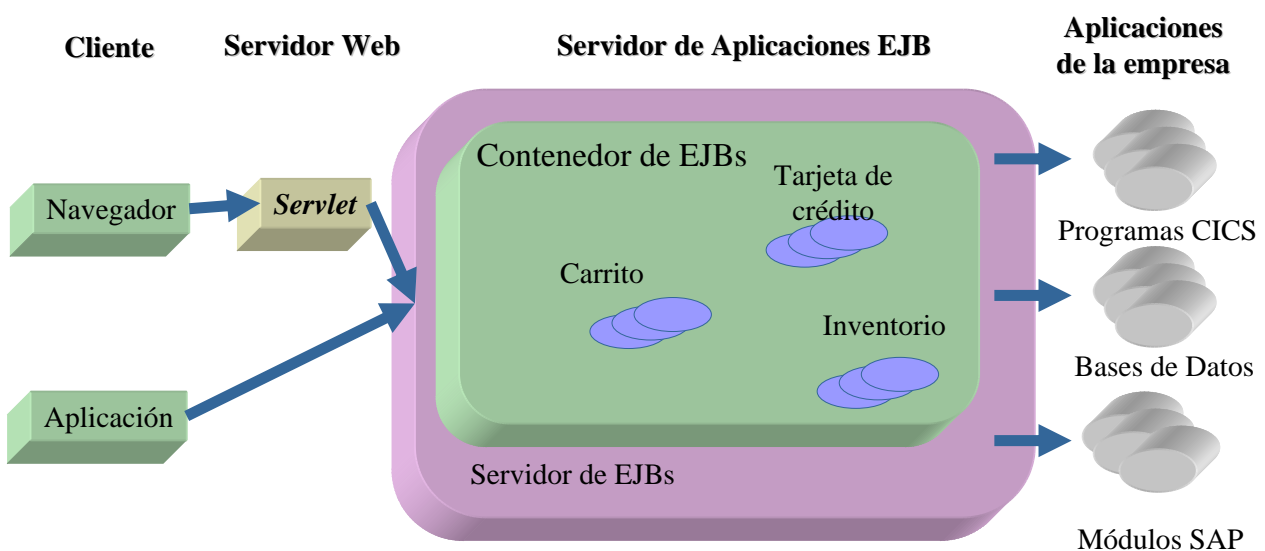 Cliente
Servidor Web
Servidor de Aplicaciones EJB
Aplicaciones
de la empresa
Contenedor de EJBs
Tarjeta de
crédito
Navegador
Servlet
Programas CICS
Carrito
Inventorio
Bases de Datos
Aplicación
Servidor de EJBs
Módulos SAP